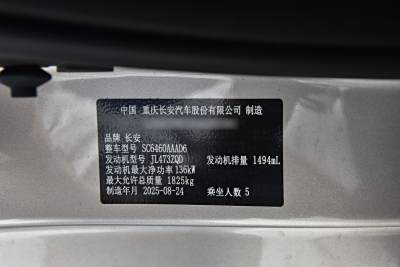 中国 重庆长安汽车股份有限公司 制造
品牌 长安
整车型号 SC6460AAAD6
发动机型号 JL473ZQD 发动机排量 1494mL
发动机最大净功率 136kW
最大允许总质量 1825kg
制造年月 2025-08-24 乘坐人数 5